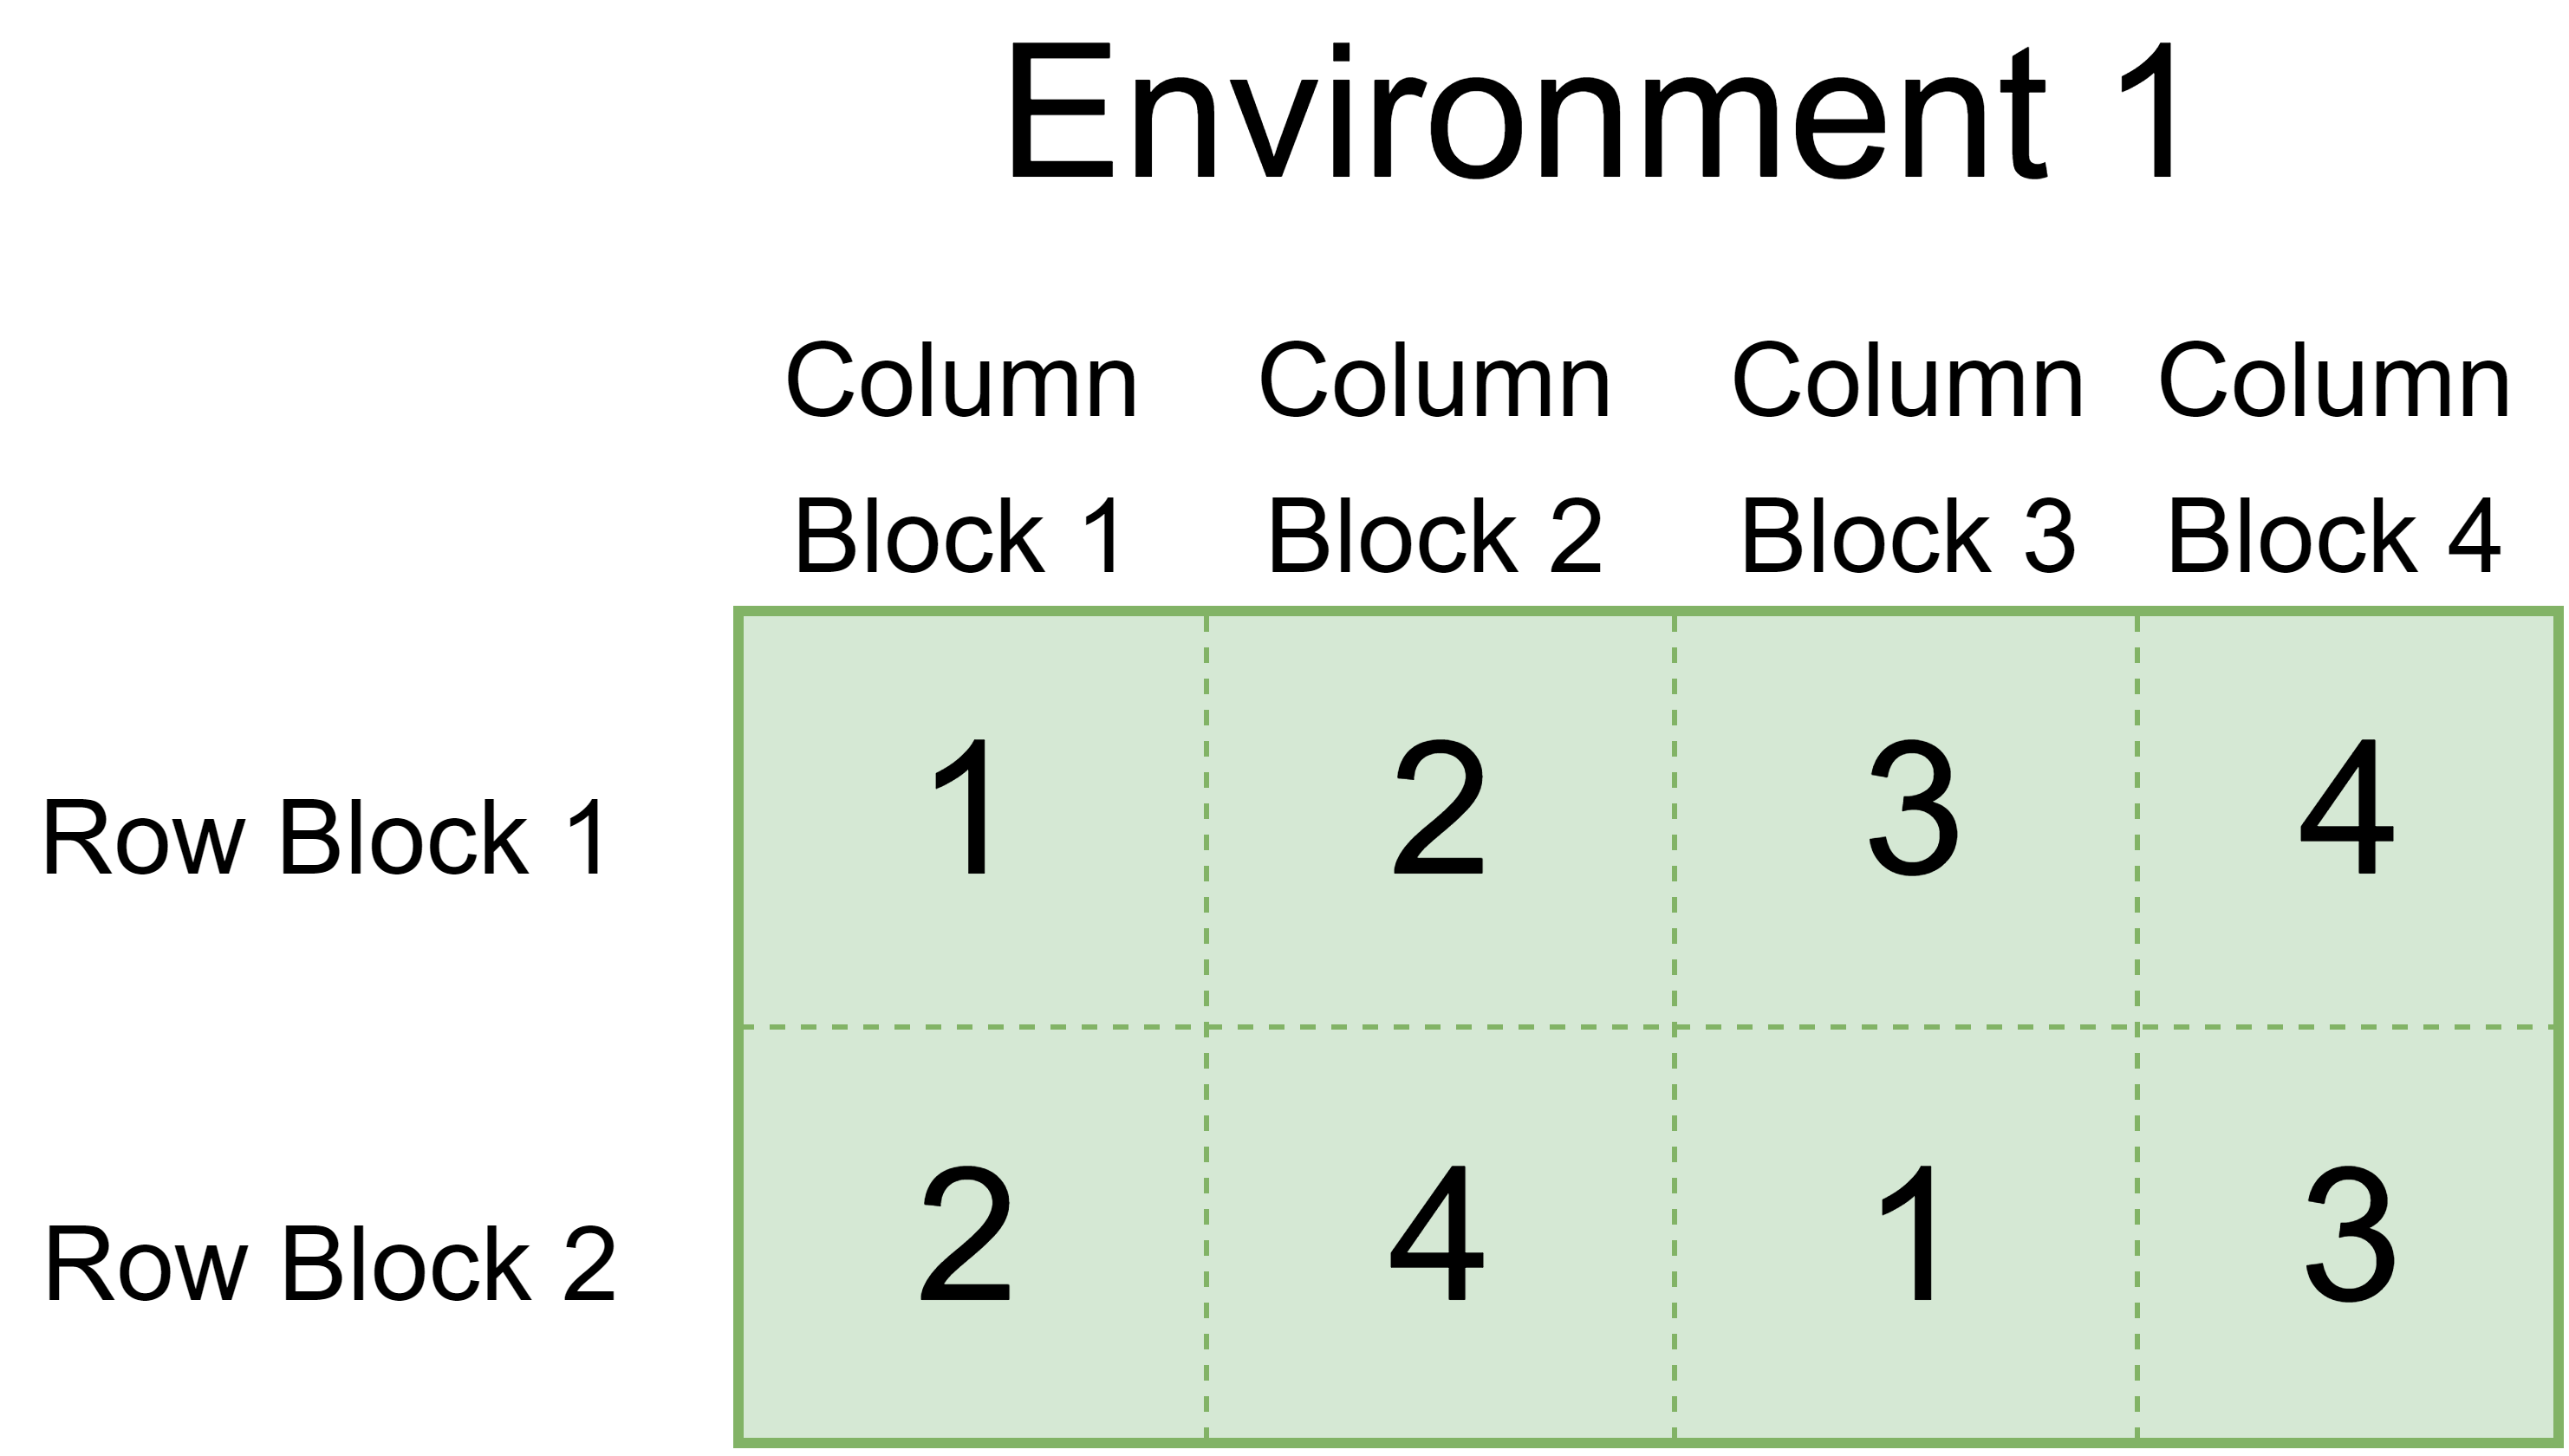 Environment 1
Column Column Column Column
Block 1 Block 2 Block 3 Block 4
Row Block 1 1 2 3 4
Row Block 2 2 4 1 3